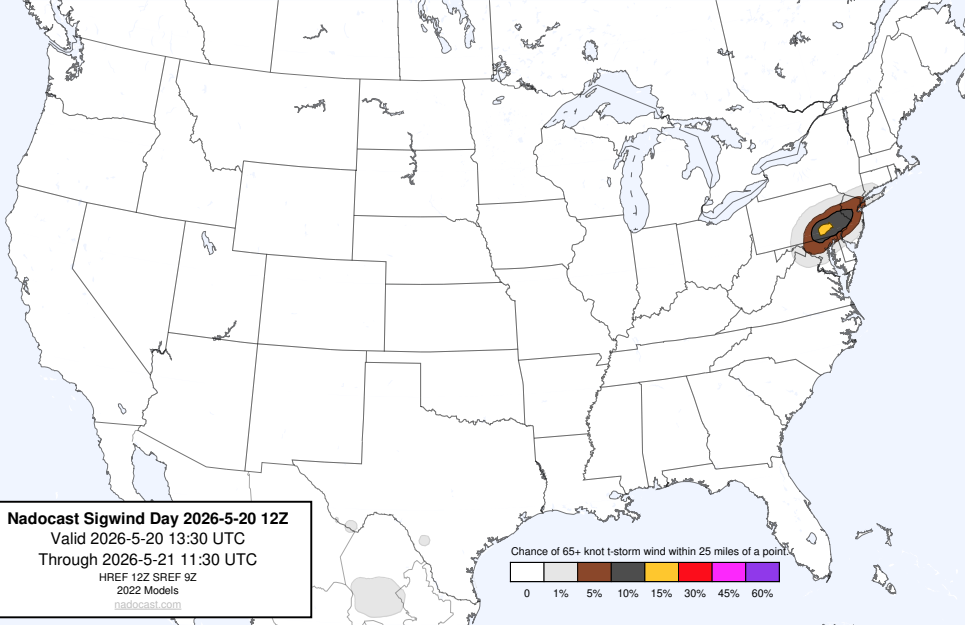 Nadocast Sigwind Day 2026-5-20 12Z
Valid 2026-5-20 13:30 UTC
Through 2026-5-21 11:30 UTC
HREF 12Z SREF 9Z
2022 Models
nadocast.com
Chance of 65+ knot t-storm wind within 25 miles of a point.
0 1% 5% 10% 15% 30% 45% 60%